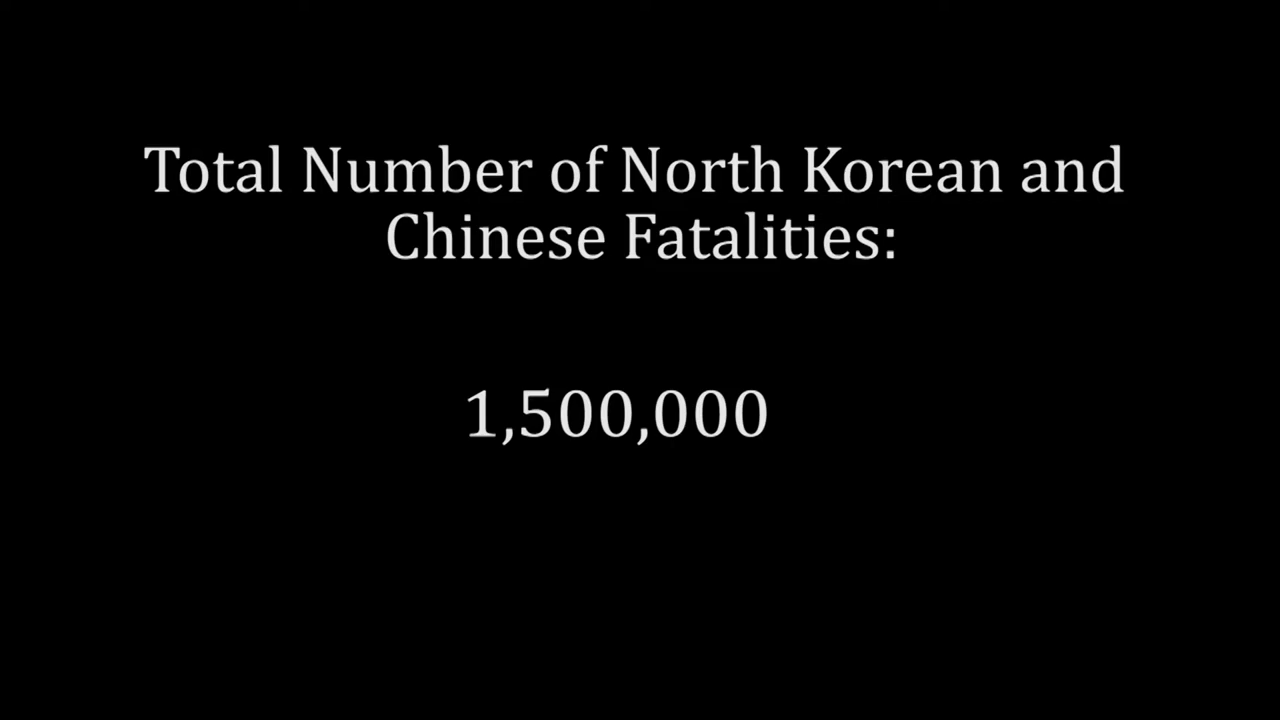 Total Number of North Korean and
Chinese Fatalities:
1,500,000